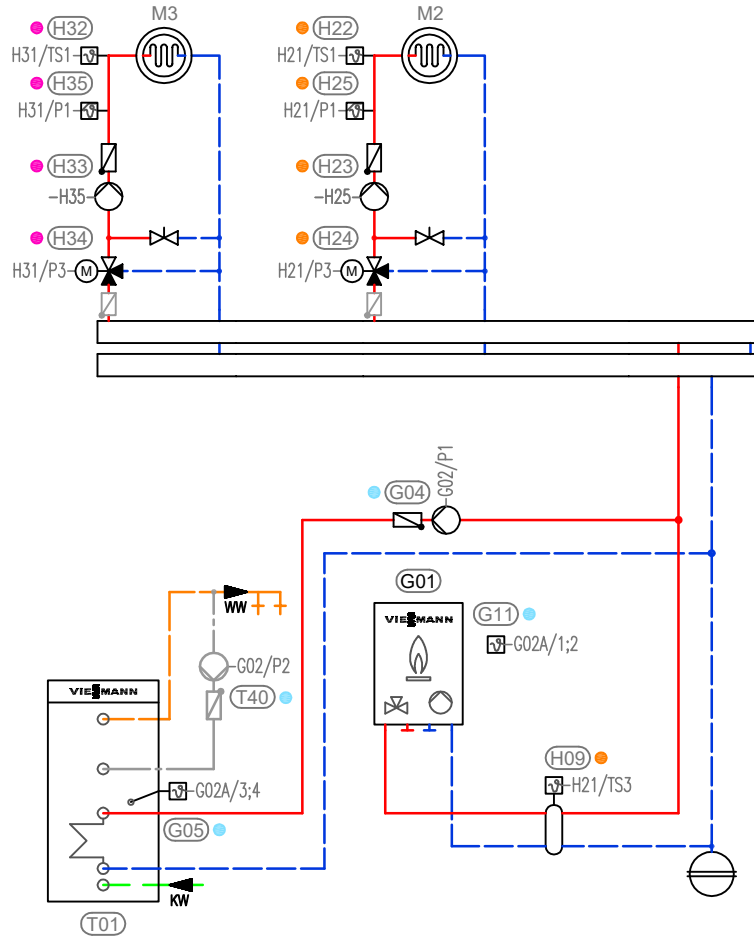 H32 M3 H22 M2
H31/TS1 H21/TS1
H35 H25
H31/P1 H21/P1
H33 H23
-H35- -H25-
H34 H24
H31/P3 M H21/P3 M
G02/P1
G04
G01
WW
VIESMANN
G11
G02A/1;2
G02/P2
VIESMANN
T40
H09
H21/TS3
G02A/3;4
G05
KW
T01